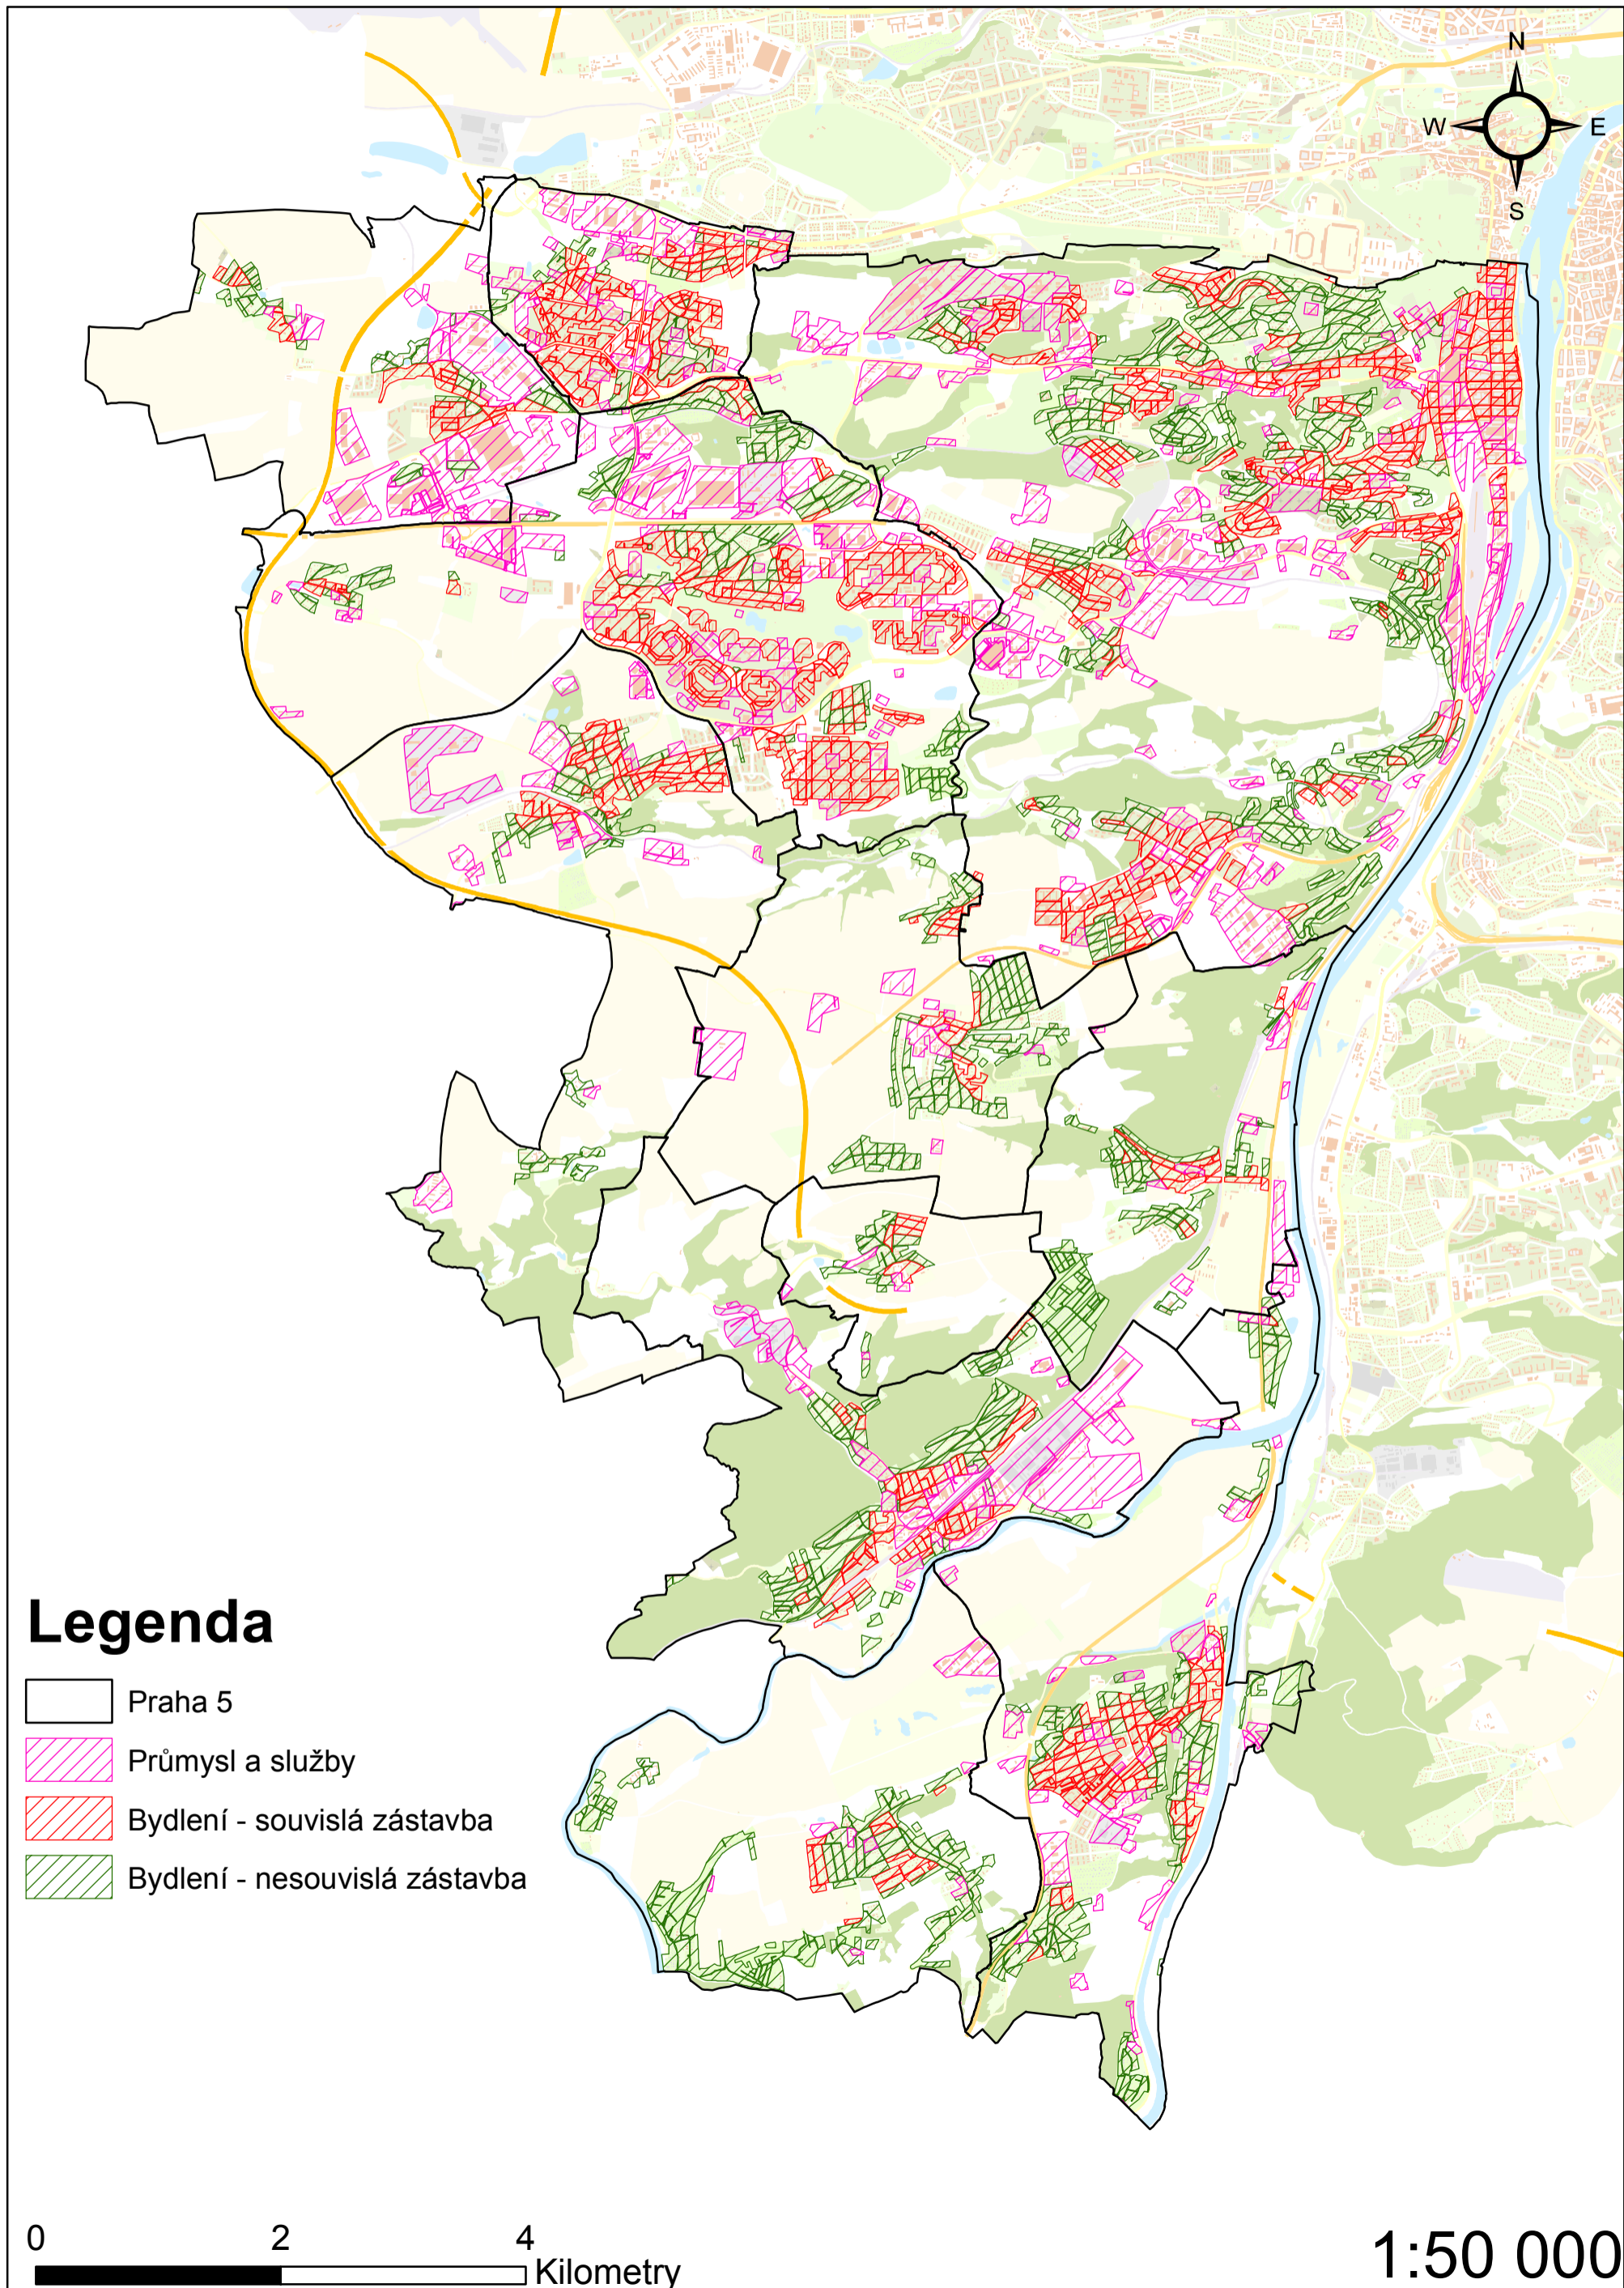 N
W E
S
Legenda
Praha 5
Průmysl a služby
Bydlení - souvislá zástavba
Bydlení - nesouvislá zástavba
0 2 4
Kilometry
1:50 000